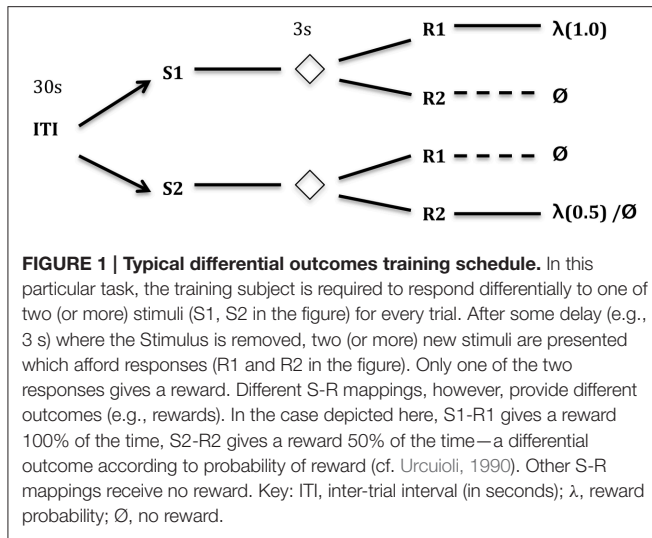 3s
R1 λ(1.0)
30s
S1
R2 Ø
ITI
R1 Ø
S2
R2 λ(0.5) /Ø
FIGURE 1 | Typical differential outcomes training schedule. In this
particular task, the training subject is required to respond differentially to one of
two (or more) stimuli (S1, S2 in the figure) for every trial. After some delay (e.g.,
3 s) where the Stimulus is removed, two (or more) new stimuli are presented
which afford responses (R1 and R2 in the figure). Only one of the two
responses gives a reward. Different S-R mappings, however, provide different
outcomes (e.g., rewards). In the case depicted here, S1-R1 gives a reward
100% of the time, S2-R2 gives a reward 50% of the time—a differential
outcome according to probability of reward (cf. Urcuioli, 1990). Other S-R
mappings receive no reward. Key: ITI, inter-trial interval (in seconds); λ, reward
probability; Ø, no reward.